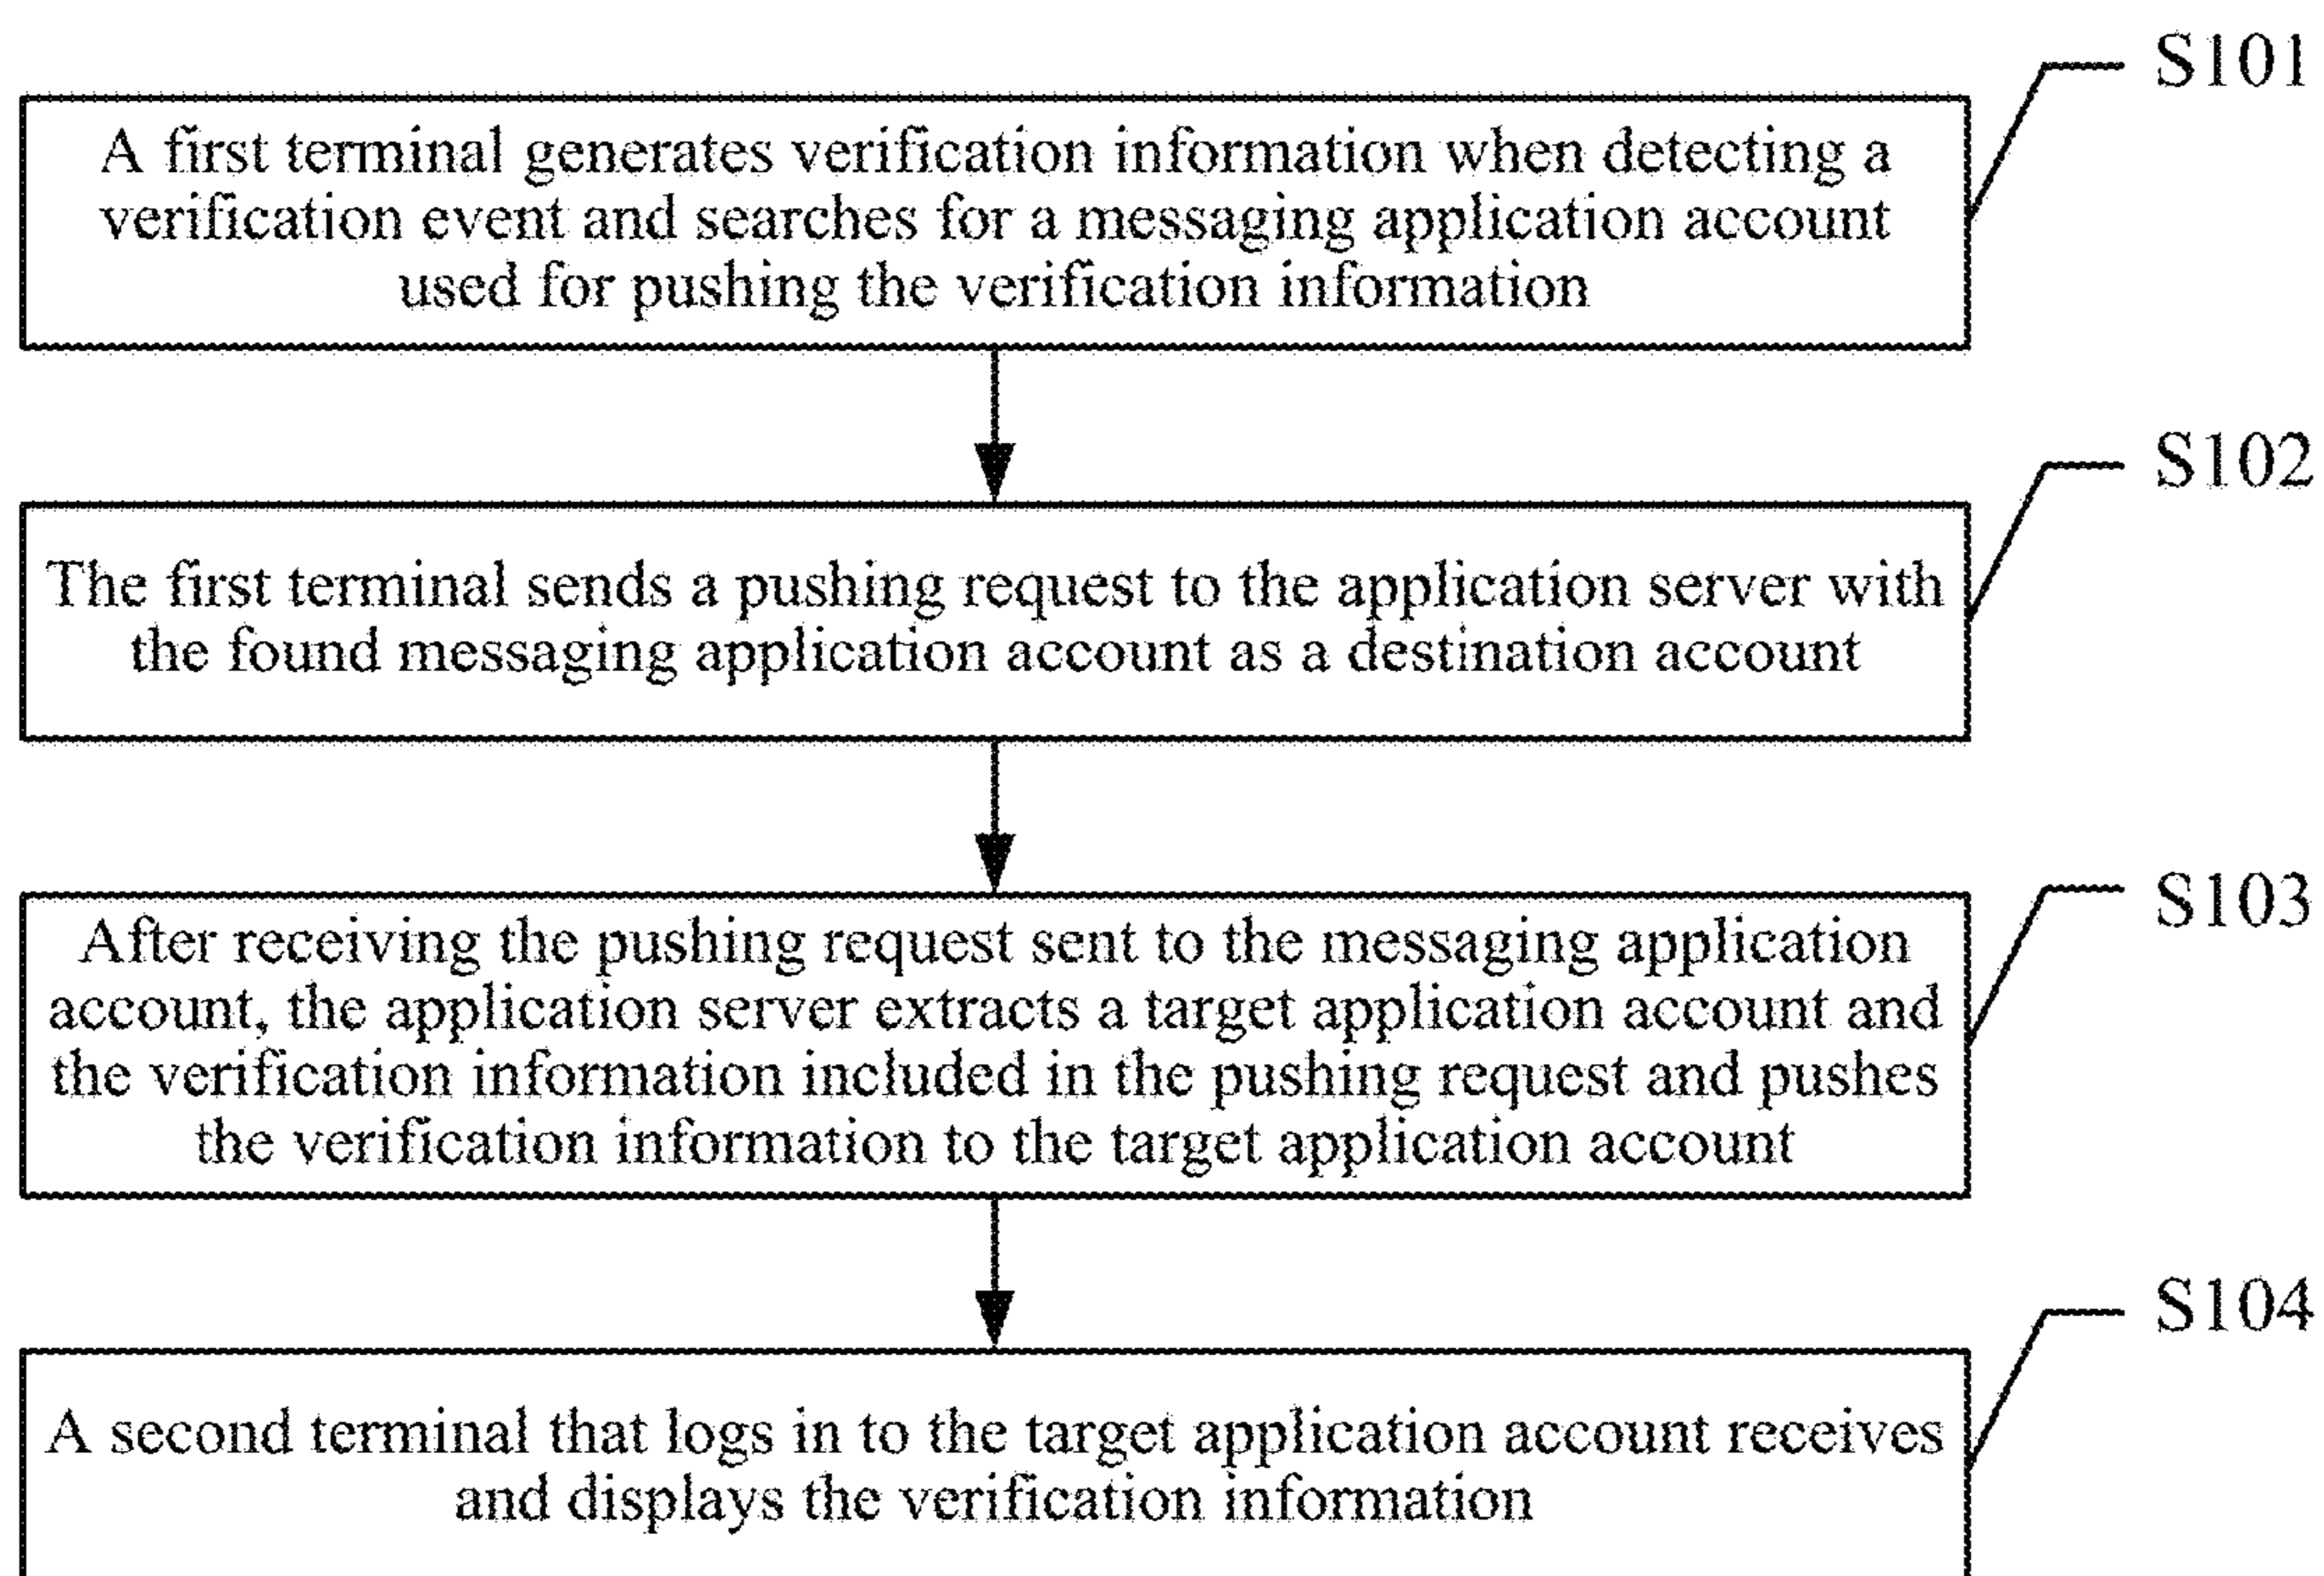 S101
A first terminal generates verification information when detecting a
verification event and searches for a messaging application account
used for pushing the verification information
S102
The first terminal sends a pushing request to the application server with
the found messaging application account as a destination account
S103
After receiving the pushing request sent to the messaging application
account, the application server extracts a target application account and
the verification information included in the pushing request and pushes
the verification information to the target application account
S104
A second terminal that logs in to the target application account receives
and displays the verification information